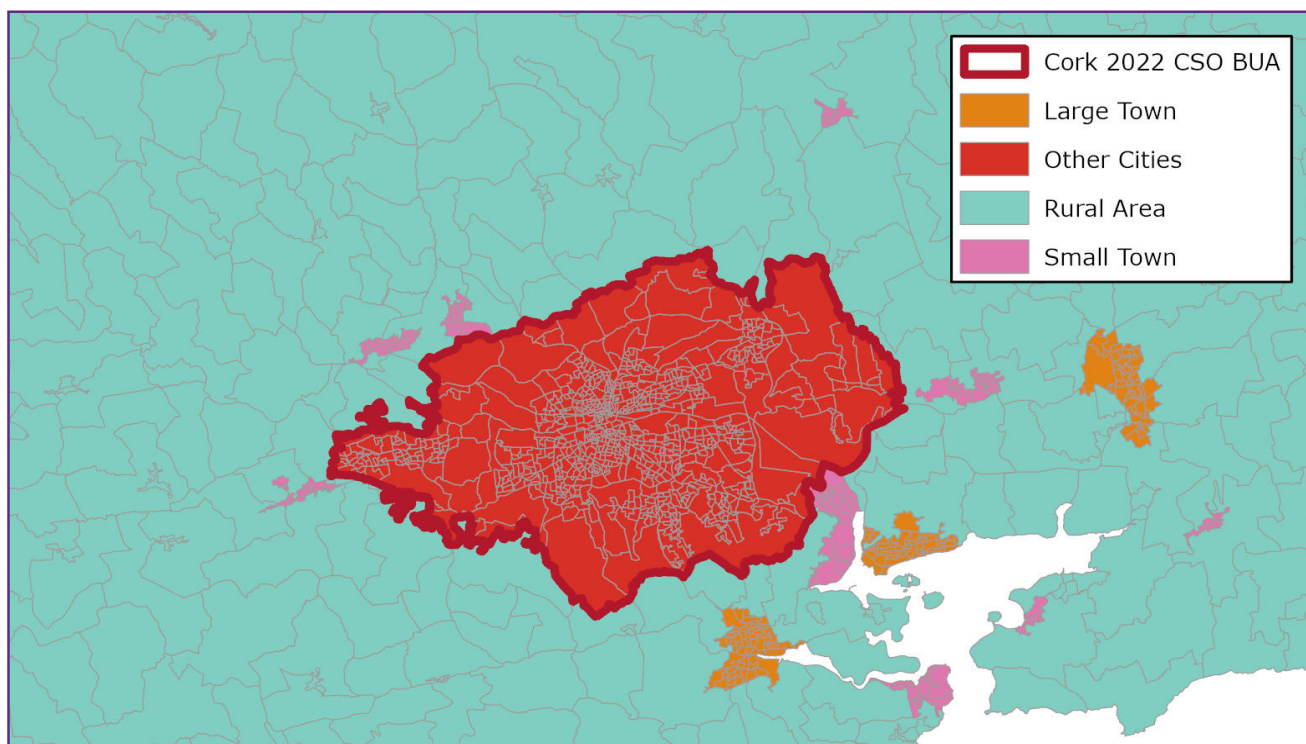 Cork 2022 CSO BUA
Large Town
Other Cities
Rural Area
Small Town